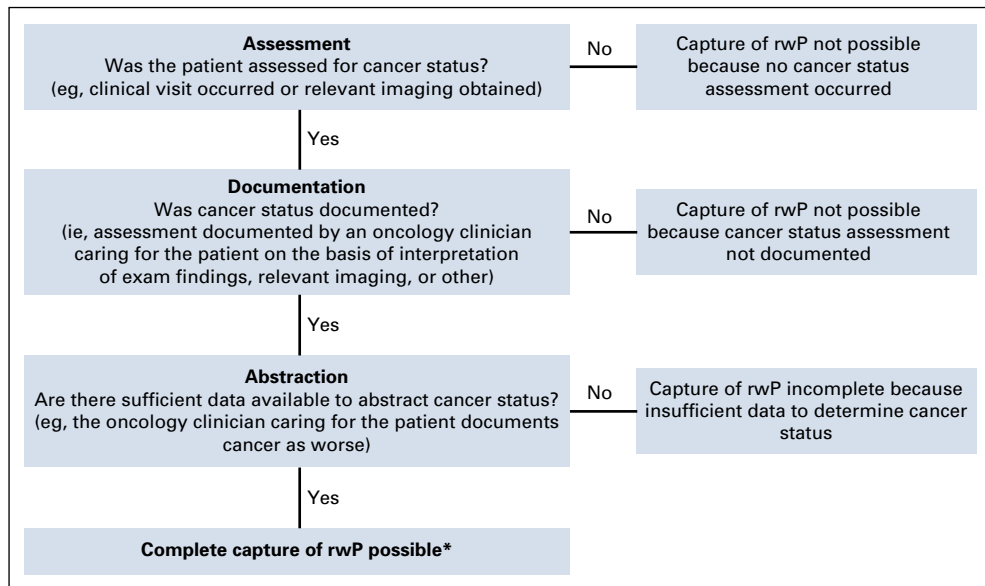 Assessment
Was the patient assessed for cancer status?
(eg, clinical visit occurred or relevant imaging obtained)
No
Capture of rwP not possible
because no cancer status
assessment occurred
Yes
Documentation
Was cancer status documented?
(ie, assessment documented by an oncology clinician
caring for the patient on the basis of interpretation
of exam findings, relevant imaging, or other)
No
Capture of rwP not possible
because cancer status assessment
not documented
Yes
Abstraction
Are there sufficient data available to abstract cancer status?
(eg, the oncology clinician caring for the patient documents
cancer as worse)
No
Capture of rwP incomplete because
insufficient data to determine cancer
status
Yes
Complete capture of rwP possible*